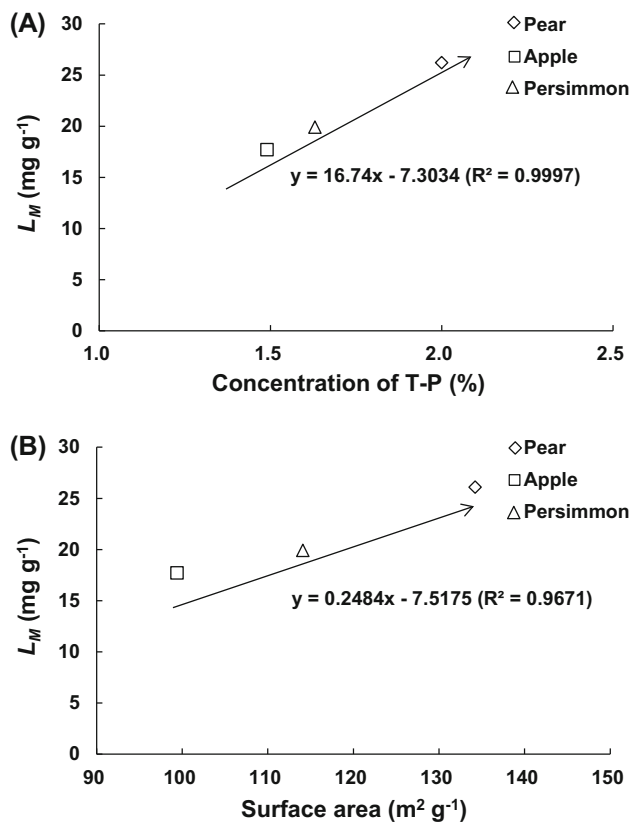 (A)
30
25
20
15
10
5
0
L_M (mg g⁻¹)
Pear
Apple
Persimmon
y = 16.74x - 7.3034 (R² = 0.9997)
1.0 1.5 2.0 2.5
Concentration of T-P (%)
(B)
30
25
20
15
10
5
0
L_M (mg g⁻¹)
Pear
Apple
Persimmon
y = 0.2484x - 7.5175 (R² = 0.9671)
90 100 110 120 130 140 150
Surface area (m² g⁻¹)